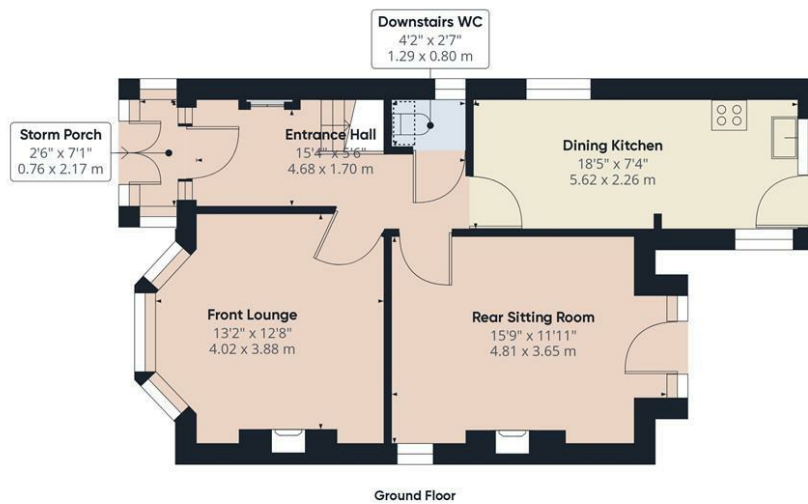 Downstairs WC
4'2" x 2'7"
1.29 x 0.80 m
Storm Porch
2'6" x 7'1"
0.76 x 2.17 m
Entrance Hall
15'4" x 5'6"
4.68 x 1.70 m
Dining Kitchen
18'5" x 7'4"
5.62 x 2.26 m
Front Lounge
13'2" x 12'8"
4.02 x 3.88 m
Rear Sitting Room
15'9" x 11'11"
4.81 x 3.65 m
Ground Floor